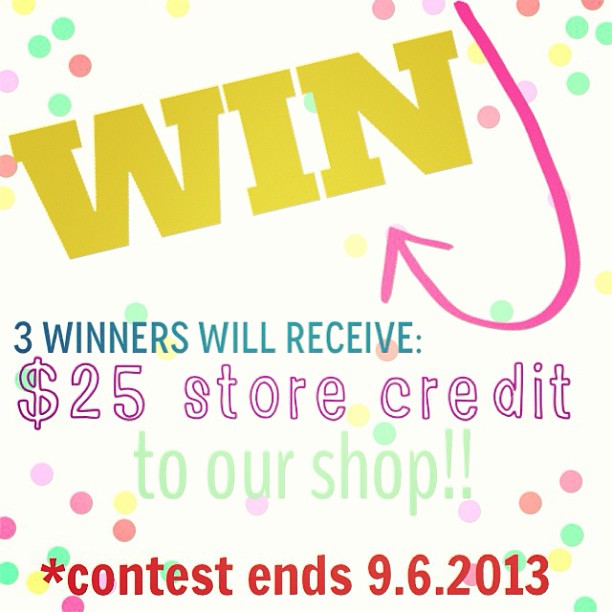 WIN
3 WINNERS WILL RECEIVE:
$25 store credit
to our shop!!
*contest ends 9.6.2013